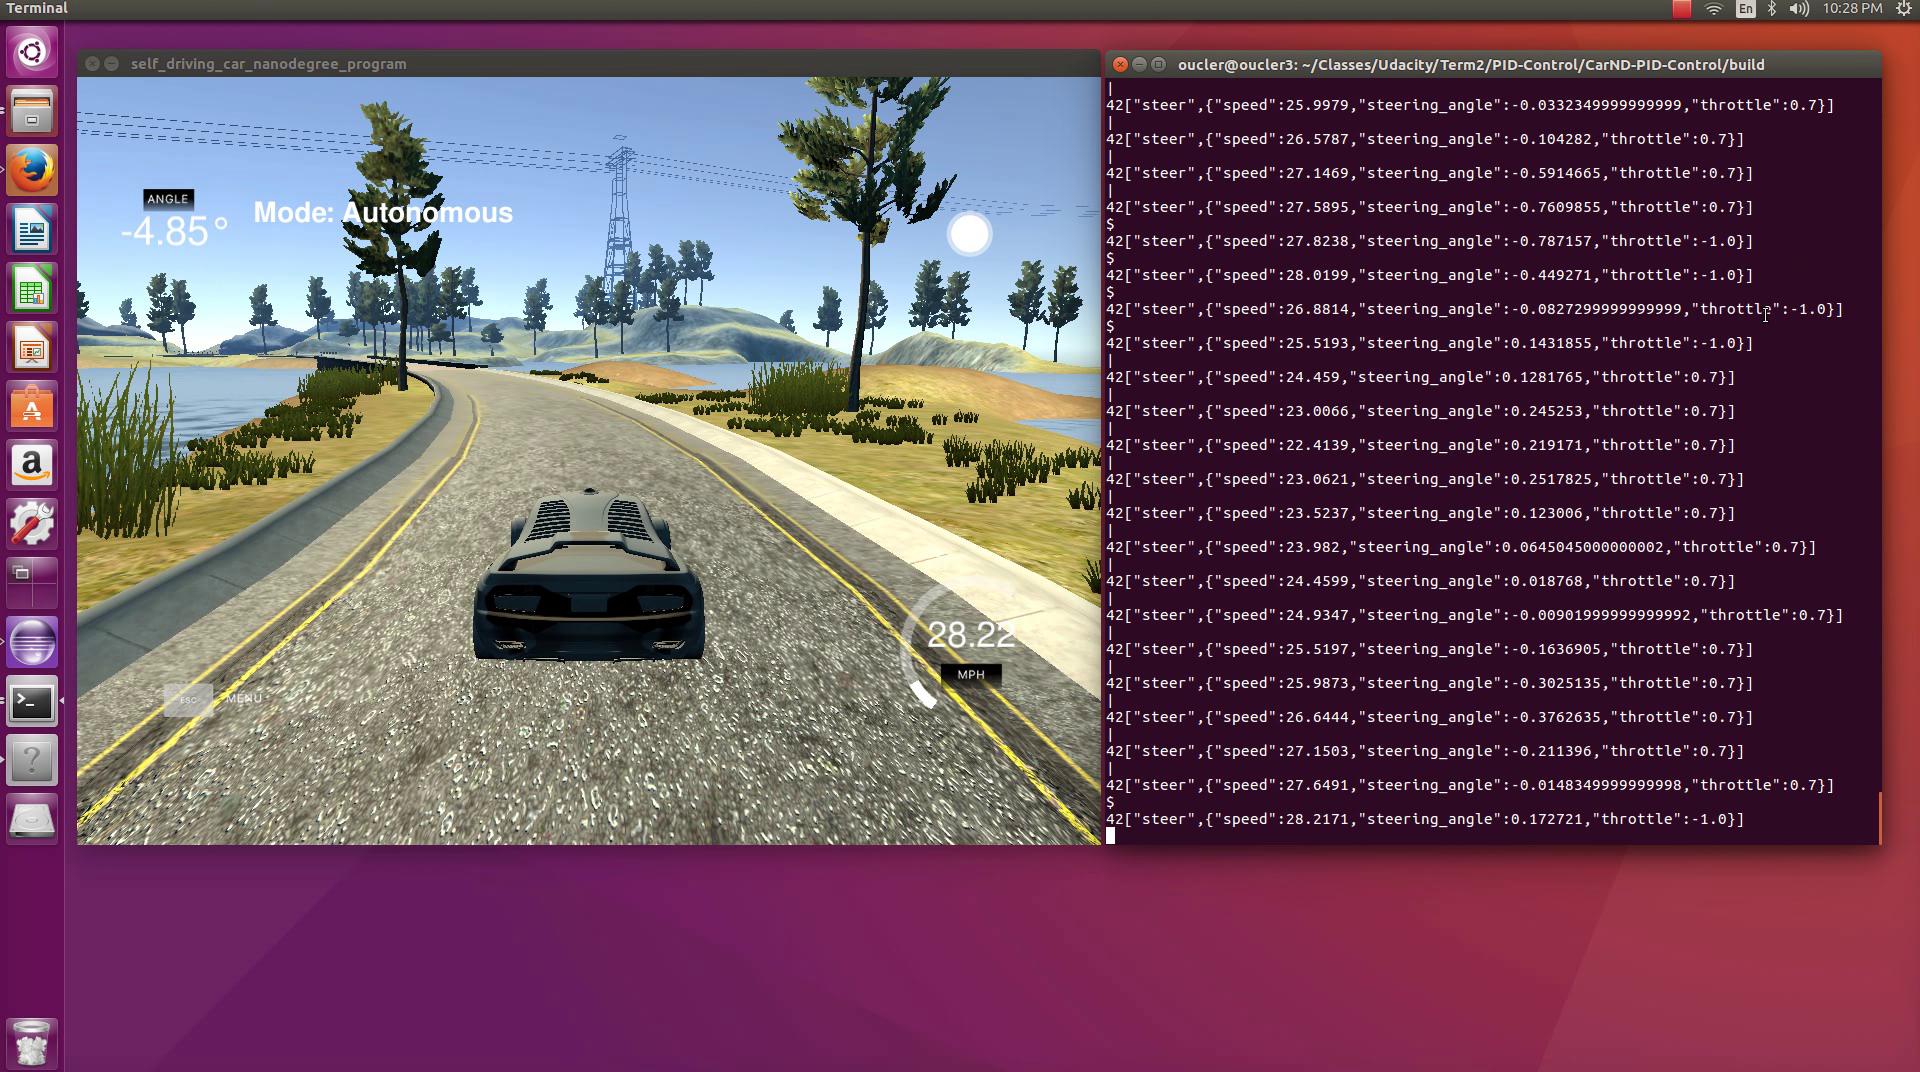 Terminal
En
10:28 PM
self_driving_car_nanodegree_program
ANGLE
-4.85°
Mode: Autonomous
28.22
MPH
ESC
MENU
oucler@oucler3: ~/Classes/Udacity/Term2/PID-Control/CarND-PID-Control/build
|
42["steer",{"speed":25.9979,"steering_angle":-0.0332349999999999,"throttle":0.7}]
|
42["steer",{"speed":26.5787,"steering_angle":-0.104282,"throttle":0.7}]
|
42["steer",{"speed":27.1469,"steering_angle":-0.5914665,"throttle":0.7}]
|
42["steer",{"speed":27.5895,"steering_angle":-0.7609855,"throttle":0.7}]
$
42["steer",{"speed":27.8238,"steering_angle":-0.787157,"throttle":-1.0}]
$
42["steer",{"speed":28.0199,"steering_angle":-0.449271,"throttle":-1.0}]
$
42["steer",{"speed":26.8814,"steering_angle":-0.0827299999999999,"throttle":-1.0}]
$
42["steer",{"speed":25.5193,"steering_angle":0.1431855,"throttle":-1.0}]
|
42["steer",{"speed":24.459,"steering_angle":0.1281765,"throttle":0.7}]
|
42["steer",{"speed":23.0066,"steering_angle":0.245253,"throttle":0.7}]
|
42["steer",{"speed":22.4139,"steering_angle":0.219171,"throttle":0.7}]
|
42["steer",{"speed":23.0621,"steering_angle":0.2517825,"throttle":0.7}]
|
42["steer",{"speed":23.5237,"steering_angle":0.123006,"throttle":0.7}]
|
42["steer",{"speed":23.982,"steering_angle":0.0645045000000002,"throttle":0.7}]
|
42["steer",{"speed":24.4599,"steering_angle":0.018768,"throttle":0.7}]
|
42["steer",{"speed":24.9347,"steering_angle":-0.00901999999999992,"throttle":0.7}]
|
42["steer",{"speed":25.5197,"steering_angle":-0.1636905,"throttle":0.7}]
|
42["steer",{"speed":25.9873,"steering_angle":-0.3025135,"throttle":0.7}]
|
42["steer",{"speed":26.6444,"steering_angle":-0.3762635,"throttle":0.7}]
|
42["steer",{"speed":27.1503,"steering_angle":-0.211396,"throttle":0.7}]
|
42["steer",{"speed":27.6491,"steering_angle":-0.0148349999999998,"throttle":0.7}]
$
42["steer",{"speed":28.2171,"steering_angle":0.172721,"throttle":-1.0}]